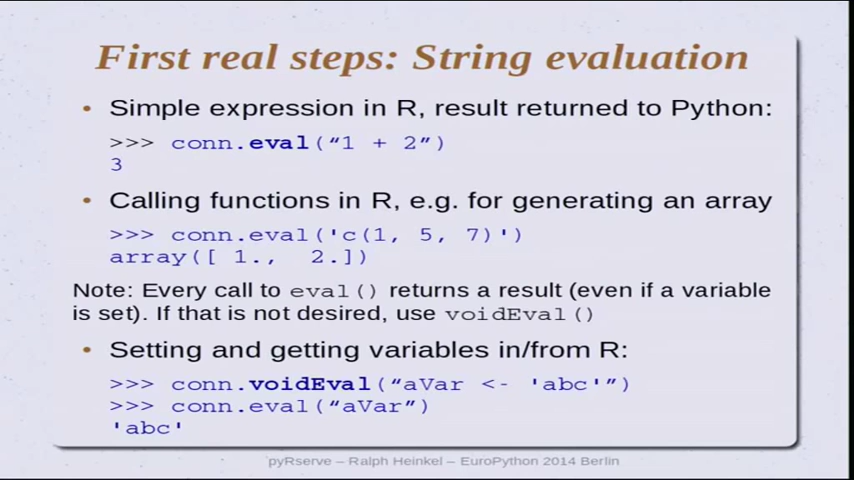 First real steps: String evaluation
• Simple expression in R, result returned to Python:
>>> conn.eval(“1 + 2”)
3
• Calling functions in R, e.g. for generating an array
>>> conn.eval('c(1, 5, 7)')
array([ 1.,  2.])
Note: Every call to eval() returns a result (even if a variable
is set). If that is not desired, use voidEval()
• Setting and getting variables in/from R:
>>> conn.voidEval(“aVar <- 'abc'”)
>>> conn.eval(“aVar”)
'abc'
pyRserve – Ralph Heinkel – EuroPython 2014 Berlin